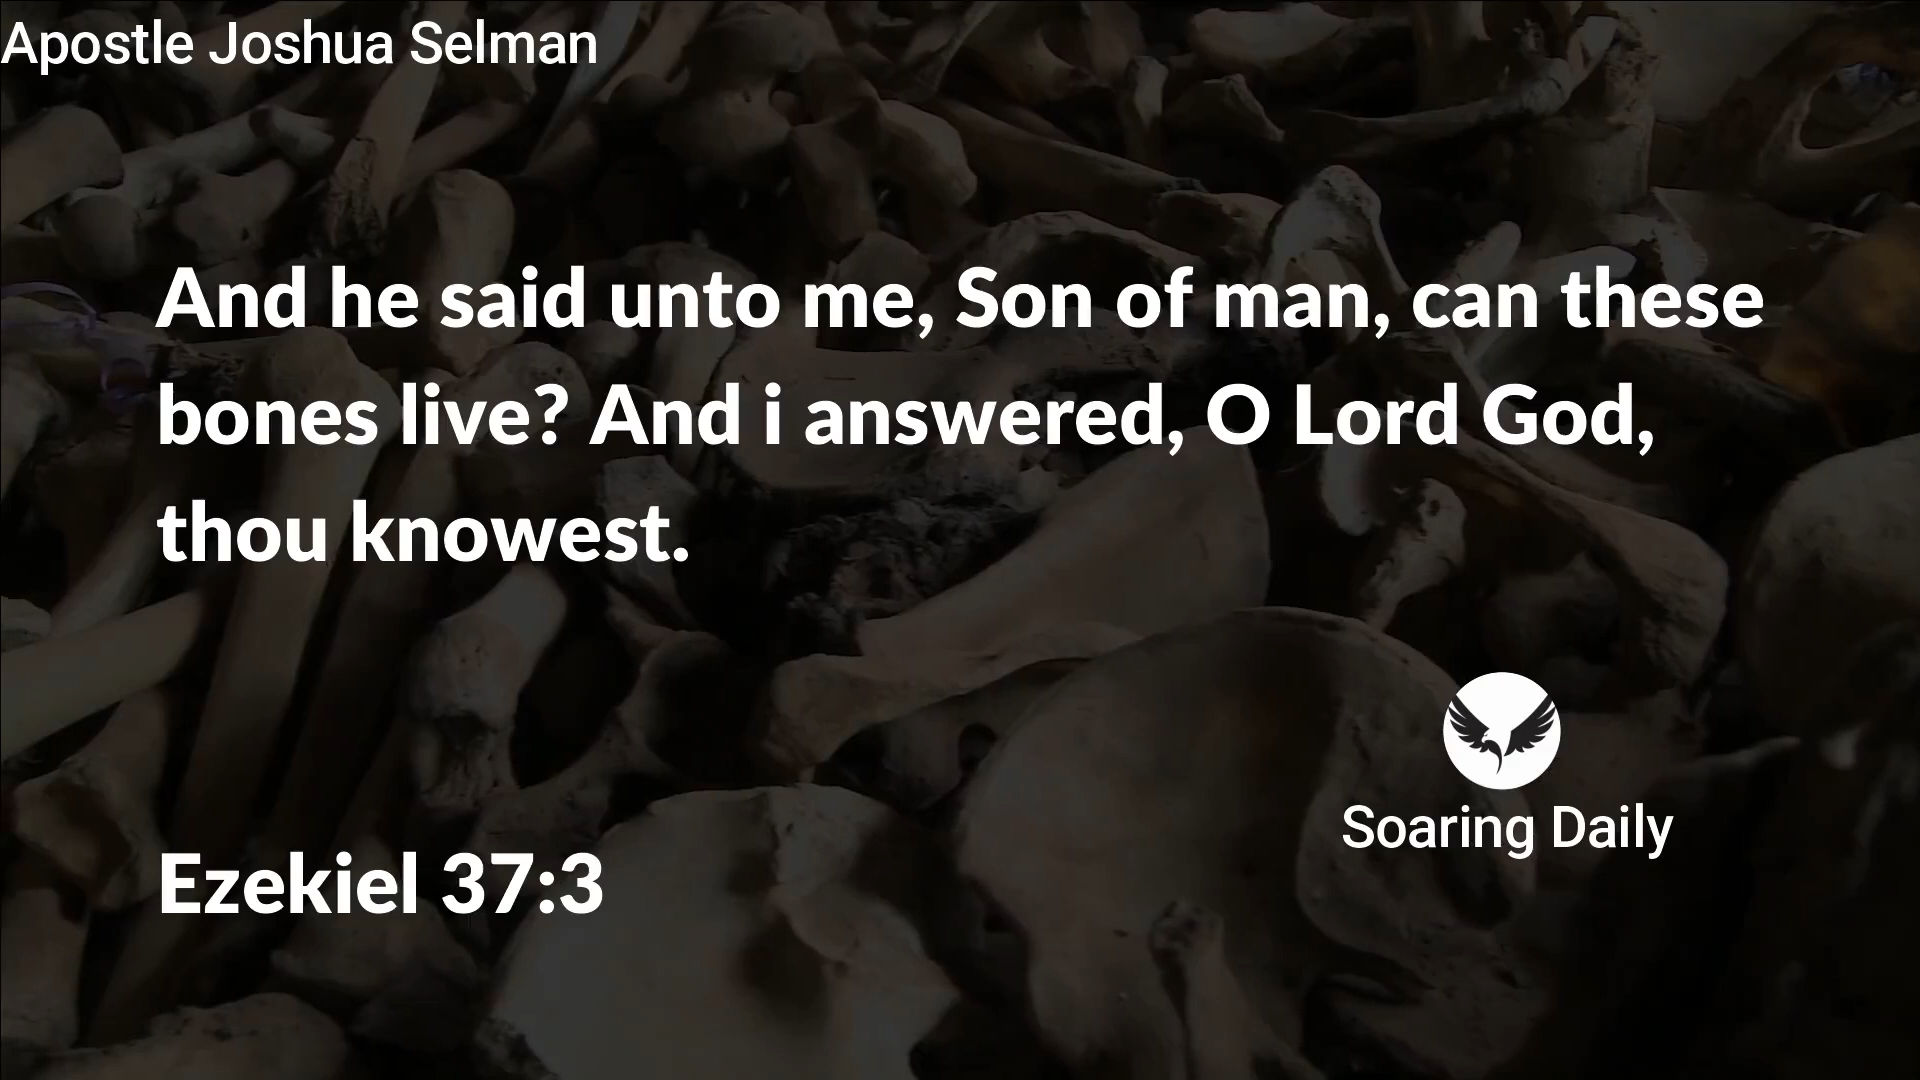 Apostle Joshua Selman
And he said unto me, Son of man, can these
bones live? And i answered, O Lord God,
thou knowest.
Soaring Daily
Ezekiel 37:3